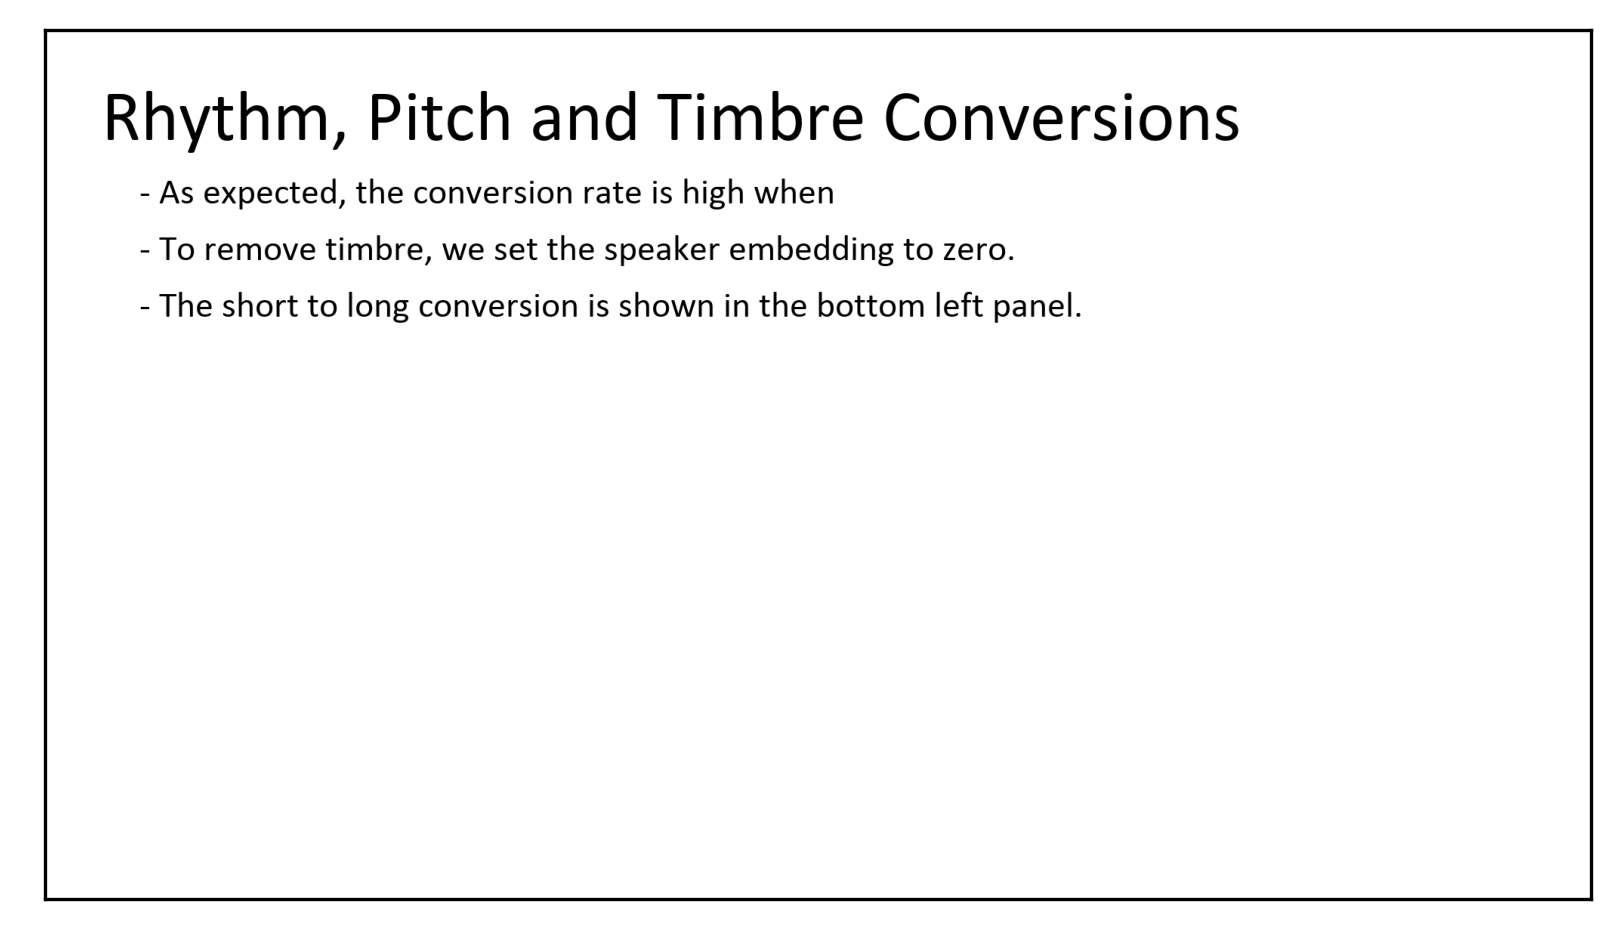 Rhythm, Pitch and Timbre Conversions
- As expected, the conversion rate is high when
- To remove timbre, we set the speaker embedding to zero.
- The short to long conversion is shown in the bottom left panel.